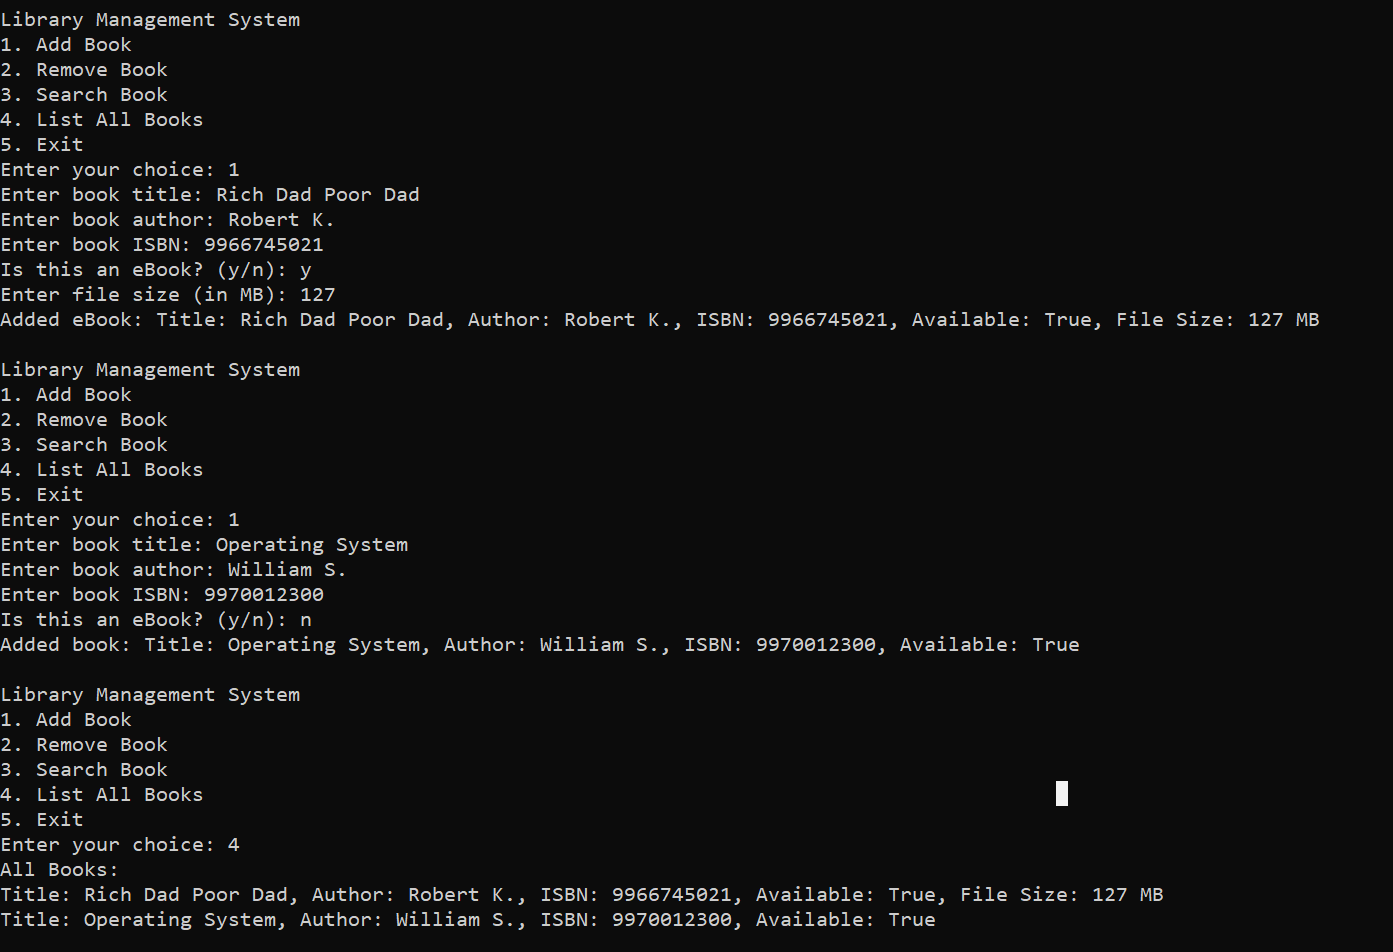 Library Management System
1. Add Book
2. Remove Book
3. Search Book
4. List All Books
5. Exit
Enter your choice: 1
Enter book title: Rich Dad Poor Dad
Enter book author: Robert K.
Enter book ISBN: 9966745021
Is this an eBook? (y/n): y
Enter file size (in MB): 127
Added eBook: Title: Rich Dad Poor Dad, Author: Robert K., ISBN: 9966745021, Available: True, File Size: 127 MB
Library Management System
1. Add Book
2. Remove Book
3. Search Book
4. List All Books
5. Exit
Enter your choice: 1
Enter book title: Operating System
Enter book author: William S.
Enter book ISBN: 9970012300
Is this an eBook? (y/n): n
Added book: Title: Operating System, Author: William S., ISBN: 9970012300, Available: True
Library Management System
1. Add Book
2. Remove Book
3. Search Book
4. List All Books
5. Exit
Enter your choice: 4
All Books:
Title: Rich Dad Poor Dad, Author: Robert K., ISBN: 9966745021, Available: True, File Size: 127 MB
Title: Operating System, Author: William S., ISBN: 9970012300, Available: True